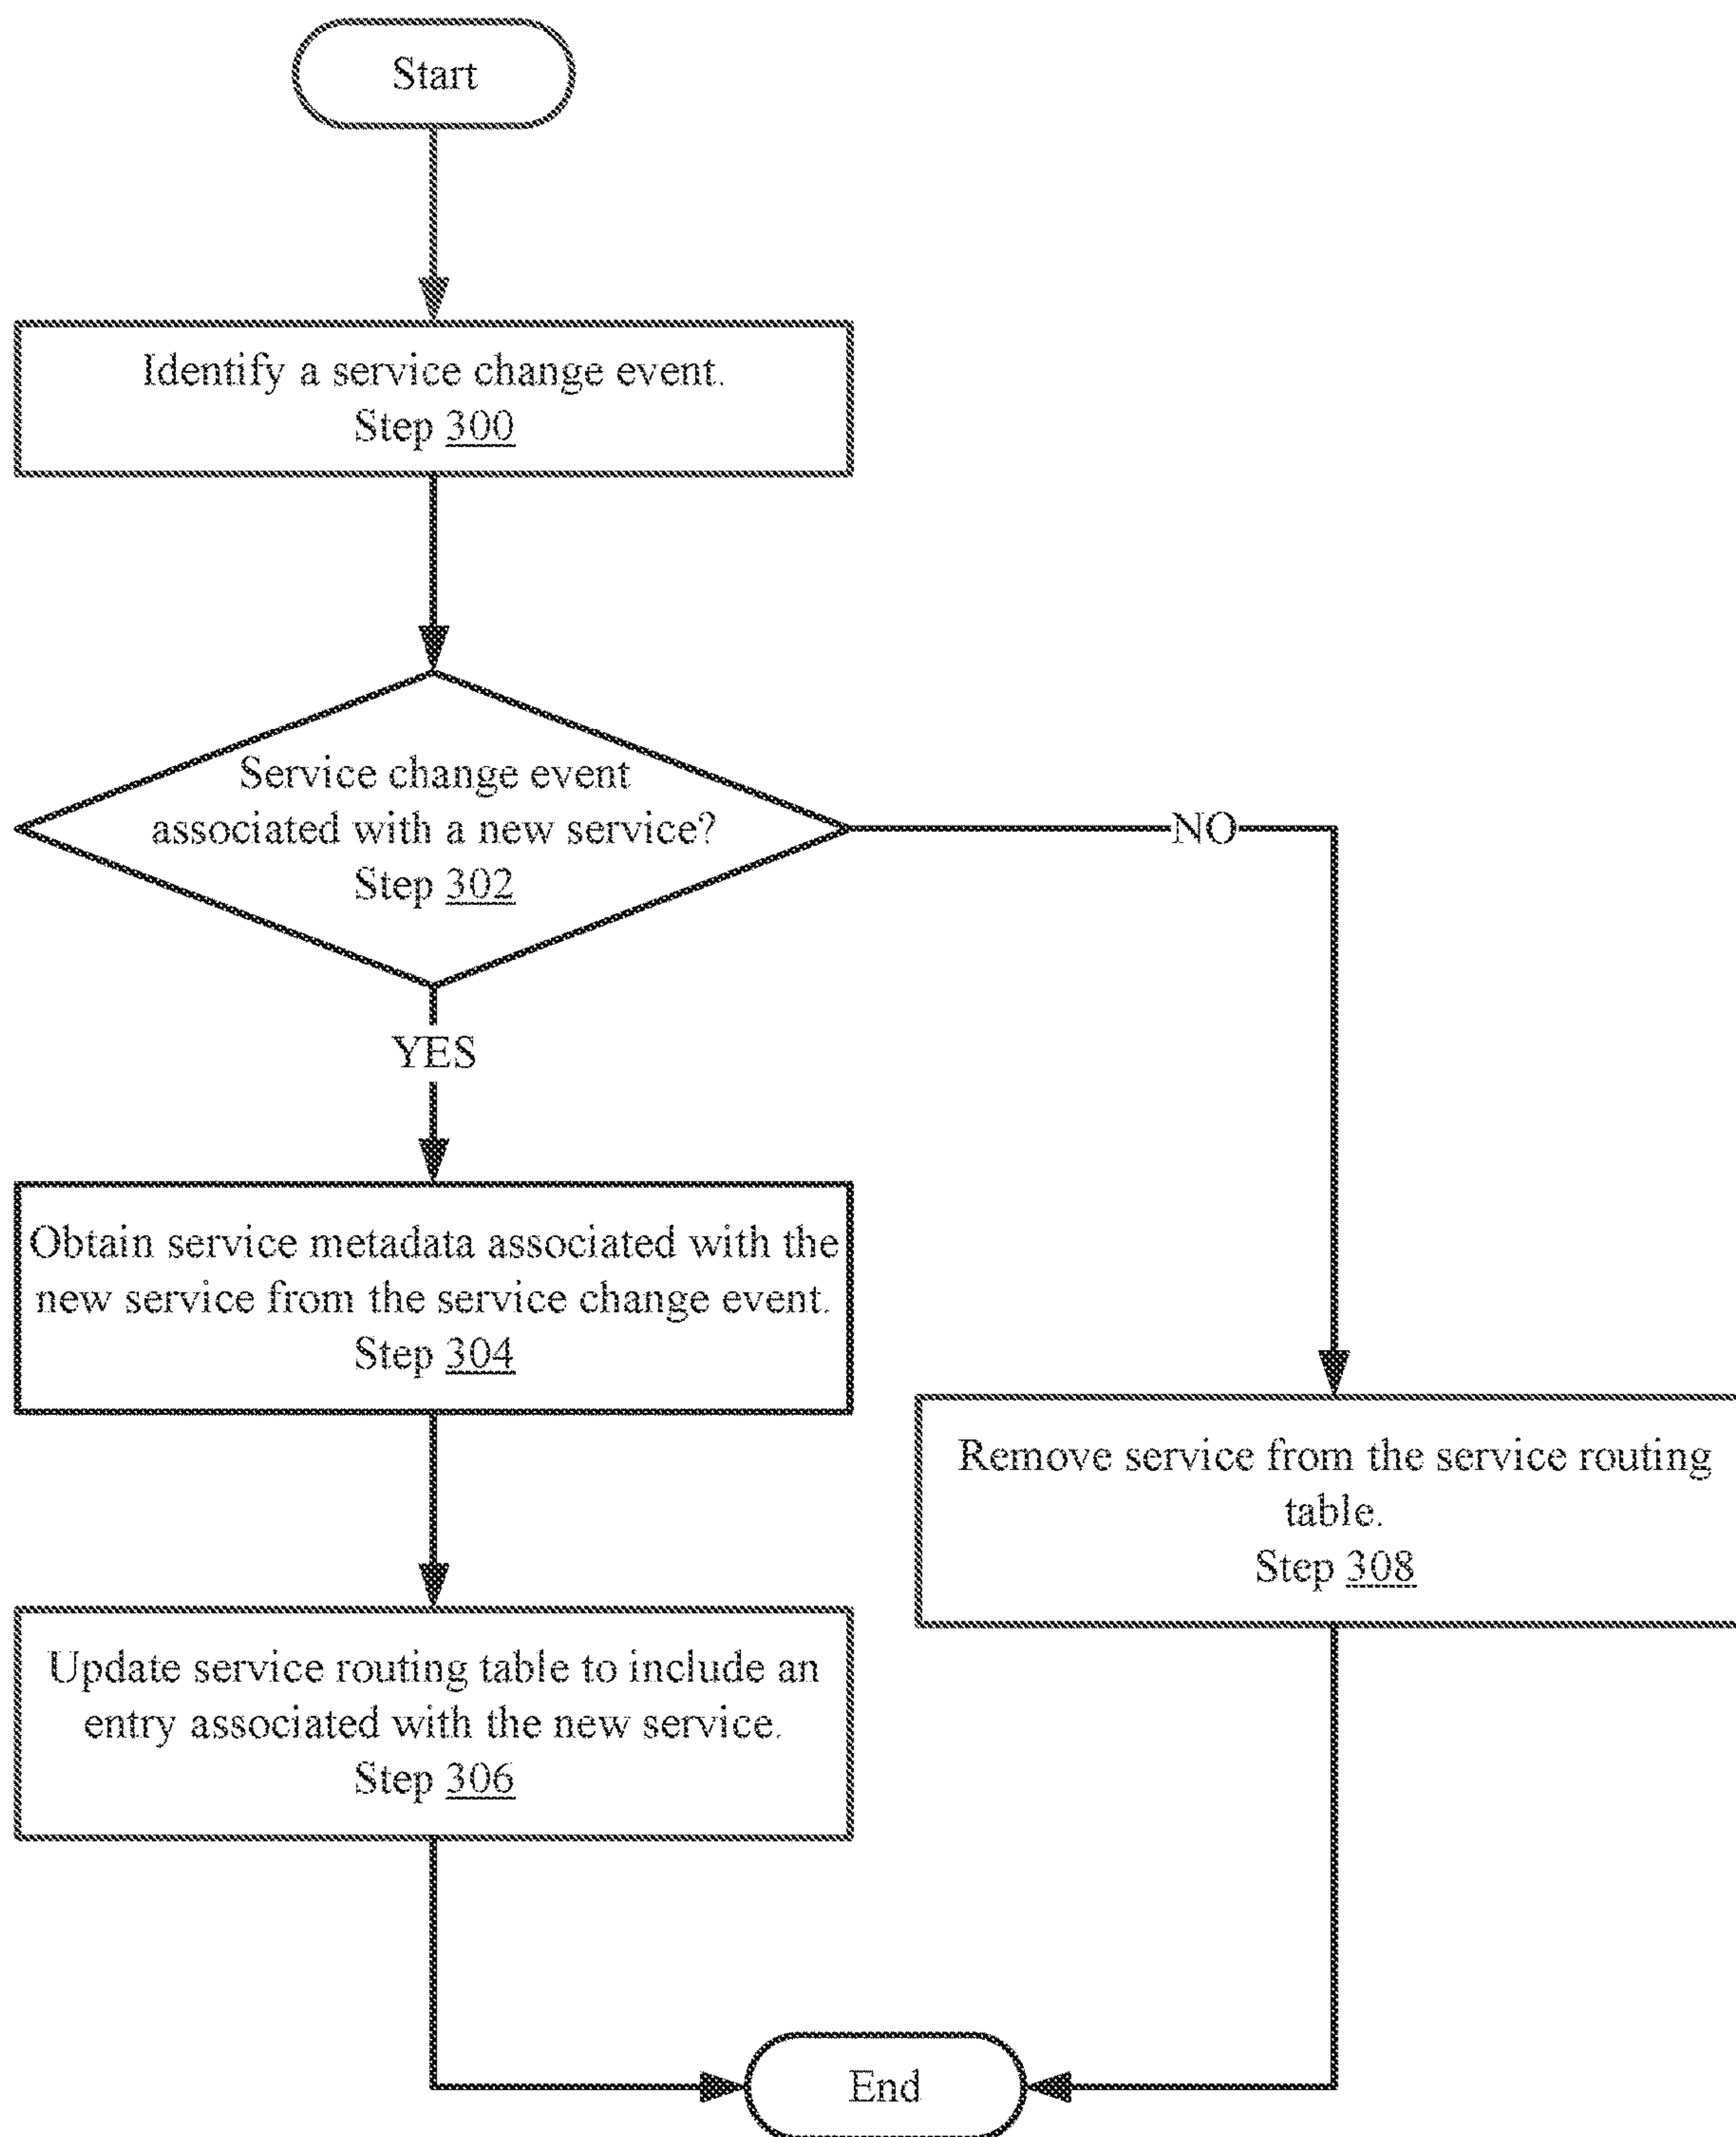 Start
Identify a service change event.
Step 300
Service change event
associated with a new service?
Step 302
NO
YES
Obtain service metadata associated with the
new service from the service change event.
Step 304
Remove service from the service routing
table.
Step 308
Update service routing table to include an
entry associated with the new service.
Step 306
End